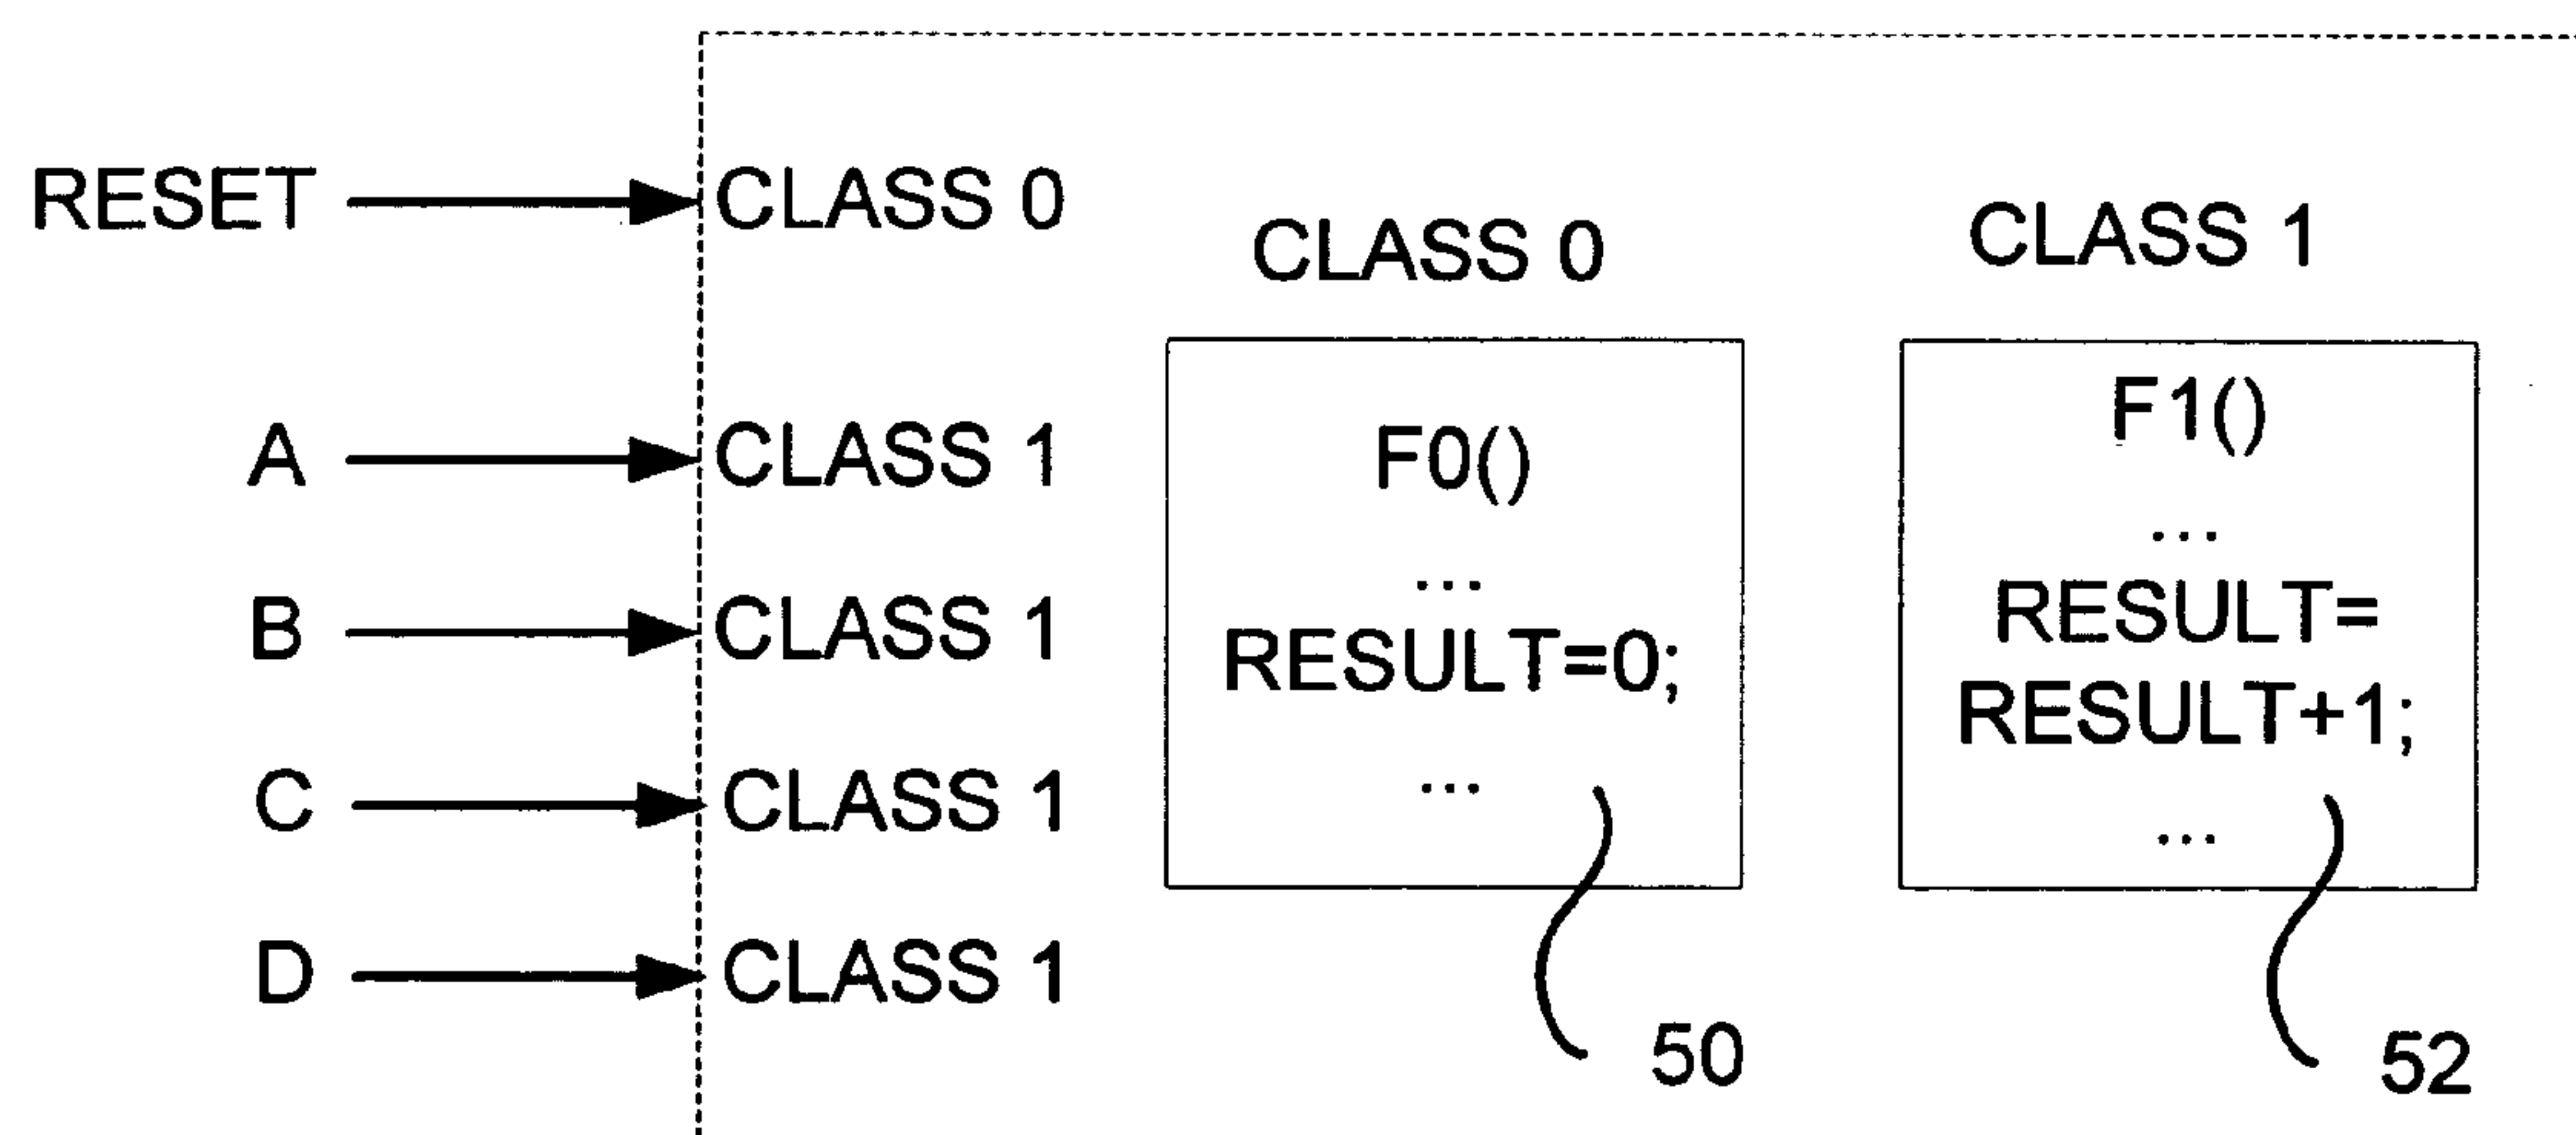 RESET CLASS 0
A CLASS 1
B CLASS 1
C CLASS 1
D CLASS 1
CLASS 0
F0()
...
RESULT=0;
...
50
CLASS 1
F1()
...
RESULT=
RESULT+1;
...
52